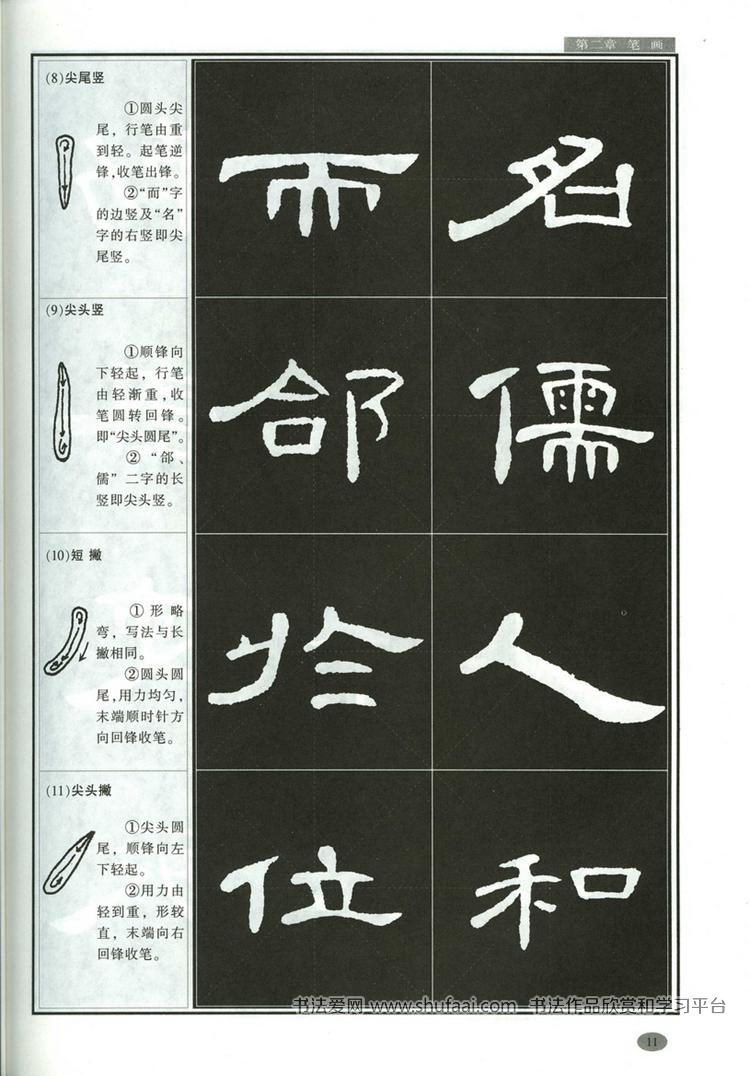 第二章 笔 画
(8)尖尾竖
①圆头尖
尾，行笔由重
到轻。起笔逆
锋,收笔出锋。
②“而”字
的边竖及“名”
字的右竖即尖
尾竖。
而 名
(9)尖头竖
①顺锋向
下轻起，行笔
由轻渐重,收
笔圆转回锋。
即“尖头圆尾”。
②“郃、
儒”二字的长
竖即尖头竖。
郃 儒
(10)短 撇
①形略
弯，写法与长
撇相同。
②圆头圆
尾,用力均匀,
末端顺时针方
向回锋收笔。
於 人
(11)尖头撇
①尖头圆
尾，顺锋向左
下轻起。
②用力由
轻到重，形较
直，末端向右
回锋收笔。
位 和
书法爱网 www.shufaai.com 书法作品欣赏和学习平台
11